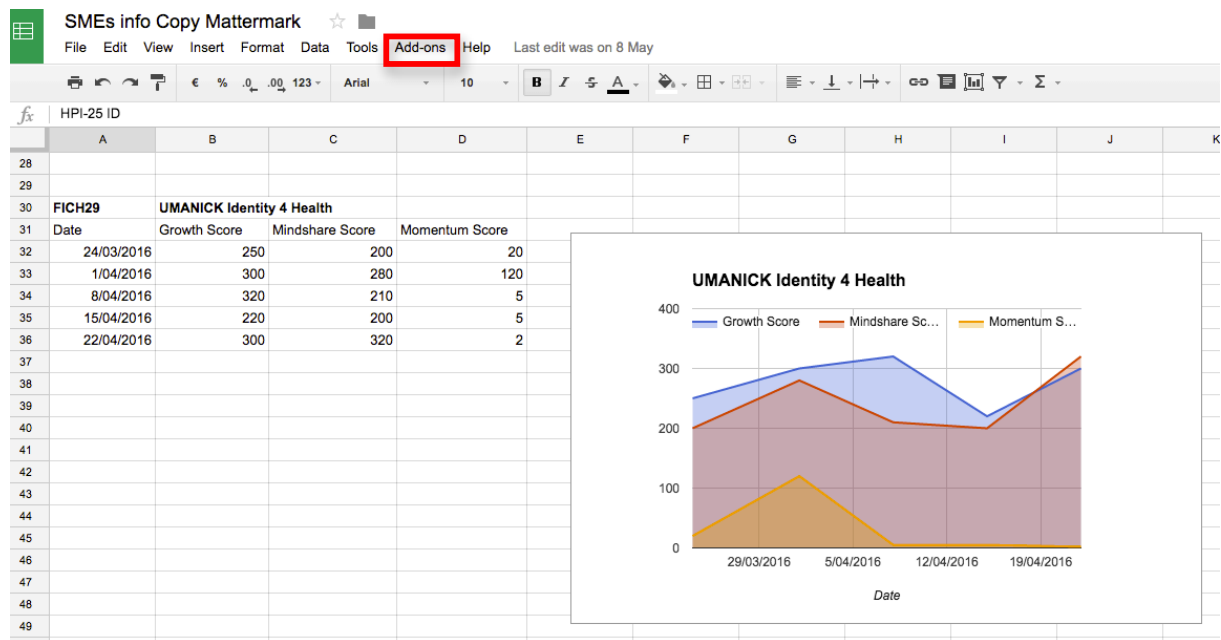 SMEs info Copy Mattermark
File Edit View Insert Format Data Tools Add-ons Help Last edit was on 8 May
€ % .0 .00 123 Arial 10 B I S A Σ
fx HPI-25 ID
A B C D E F G H I J K
28
29
30 FICH29 UMANICK Identity 4 Health
31 Date Growth Score Mindshare Score Momentum Score
32 24/03/2016 250 200 20
33 1/04/2016 300 280 120
34 8/04/2016 320 210 5
35 15/04/2016 220 200 5
36 22/04/2016 300 320 2
37
38
39
40
41
42
43
44
45
46
47
48
49
UMANICK Identity 4 Health
Growth Score Mindshare Sc... Momentum S...
400
300
200
100
0
29/03/2016 5/04/2016 12/04/2016 19/04/2016
Date